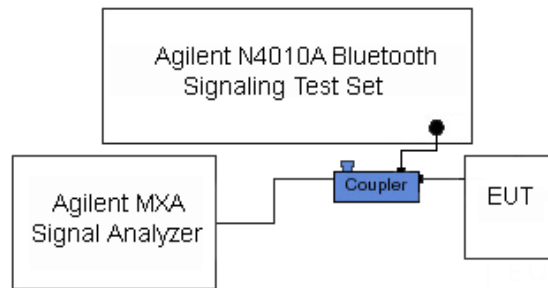 Agilent N4010A Bluetooth
Signaling Test Set
Coupler
Agilent MXA
Signal Analyzer
EUT